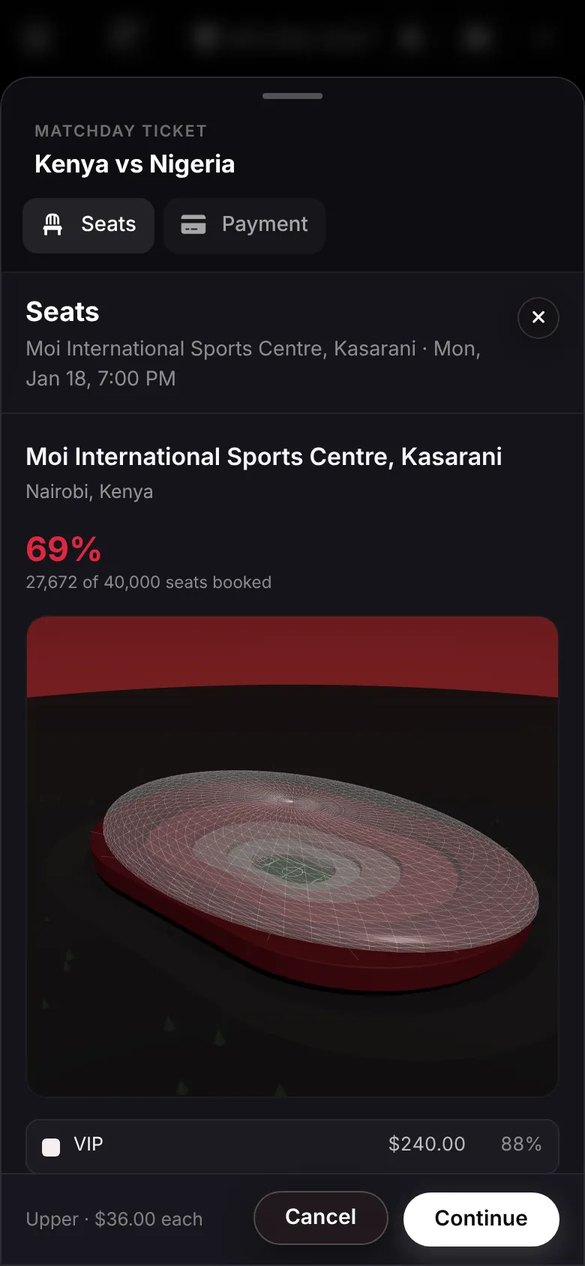 MATCHDAY TICKET
Kenya vs Nigeria
Seats
Payment
Seats
Moi International Sports Centre, Kasarani · Mon,
Jan 18, 7:00 PM
Moi International Sports Centre, Kasarani
Nairobi, Kenya
69%
27,672 of 40,000 seats booked
VIP $240.00 88%
Upper · $36.00 each
Cancel
Continue